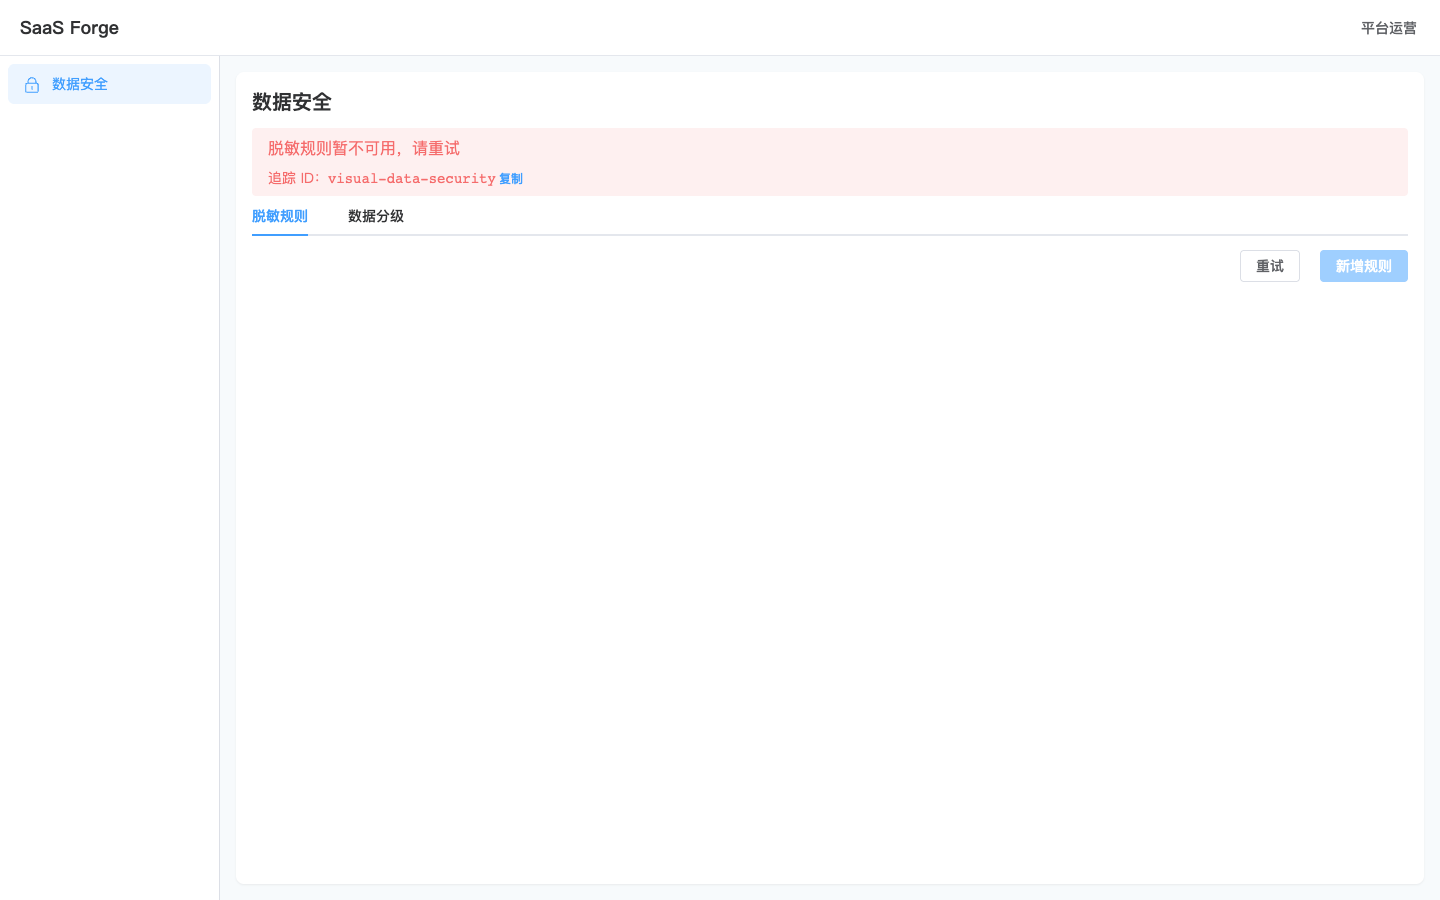 SaaS Forge
平台运营
数据安全
数据安全
脱敏规则暂不可用，请重试
追踪 ID：visual-data-security 复制
脱敏规则 数据分级
重试 新增规则